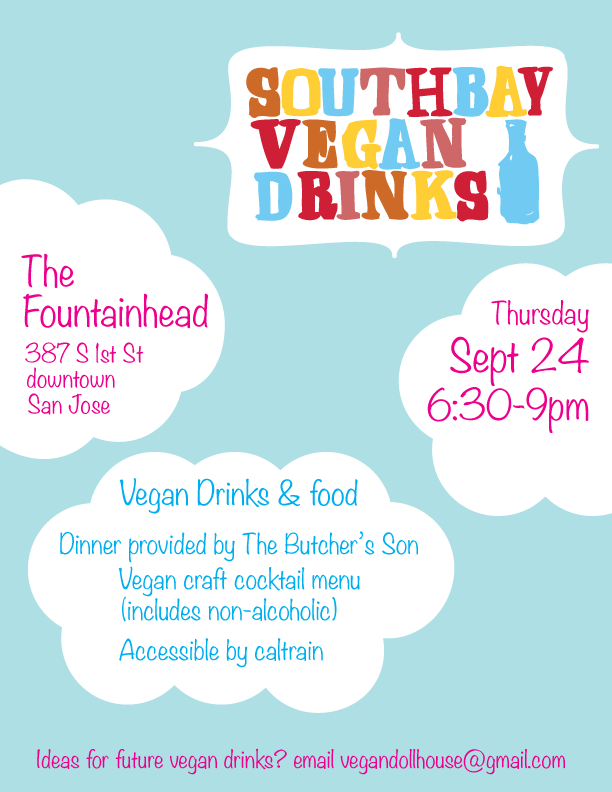 SOUTHBAY
VEGAN
DRINKS
The
Fountainhead
387 S 1st St
downtown
San Jose
Thursday
Sept 24
6:30-9pm
Vegan Drinks & food
Dinner provided by The Butcher's Son
Vegan craft cocktail menu
(includes non-alcoholic)
Accessible by caltrain
Ideas for future vegan drinks? email vegandollhouse@gmail.com